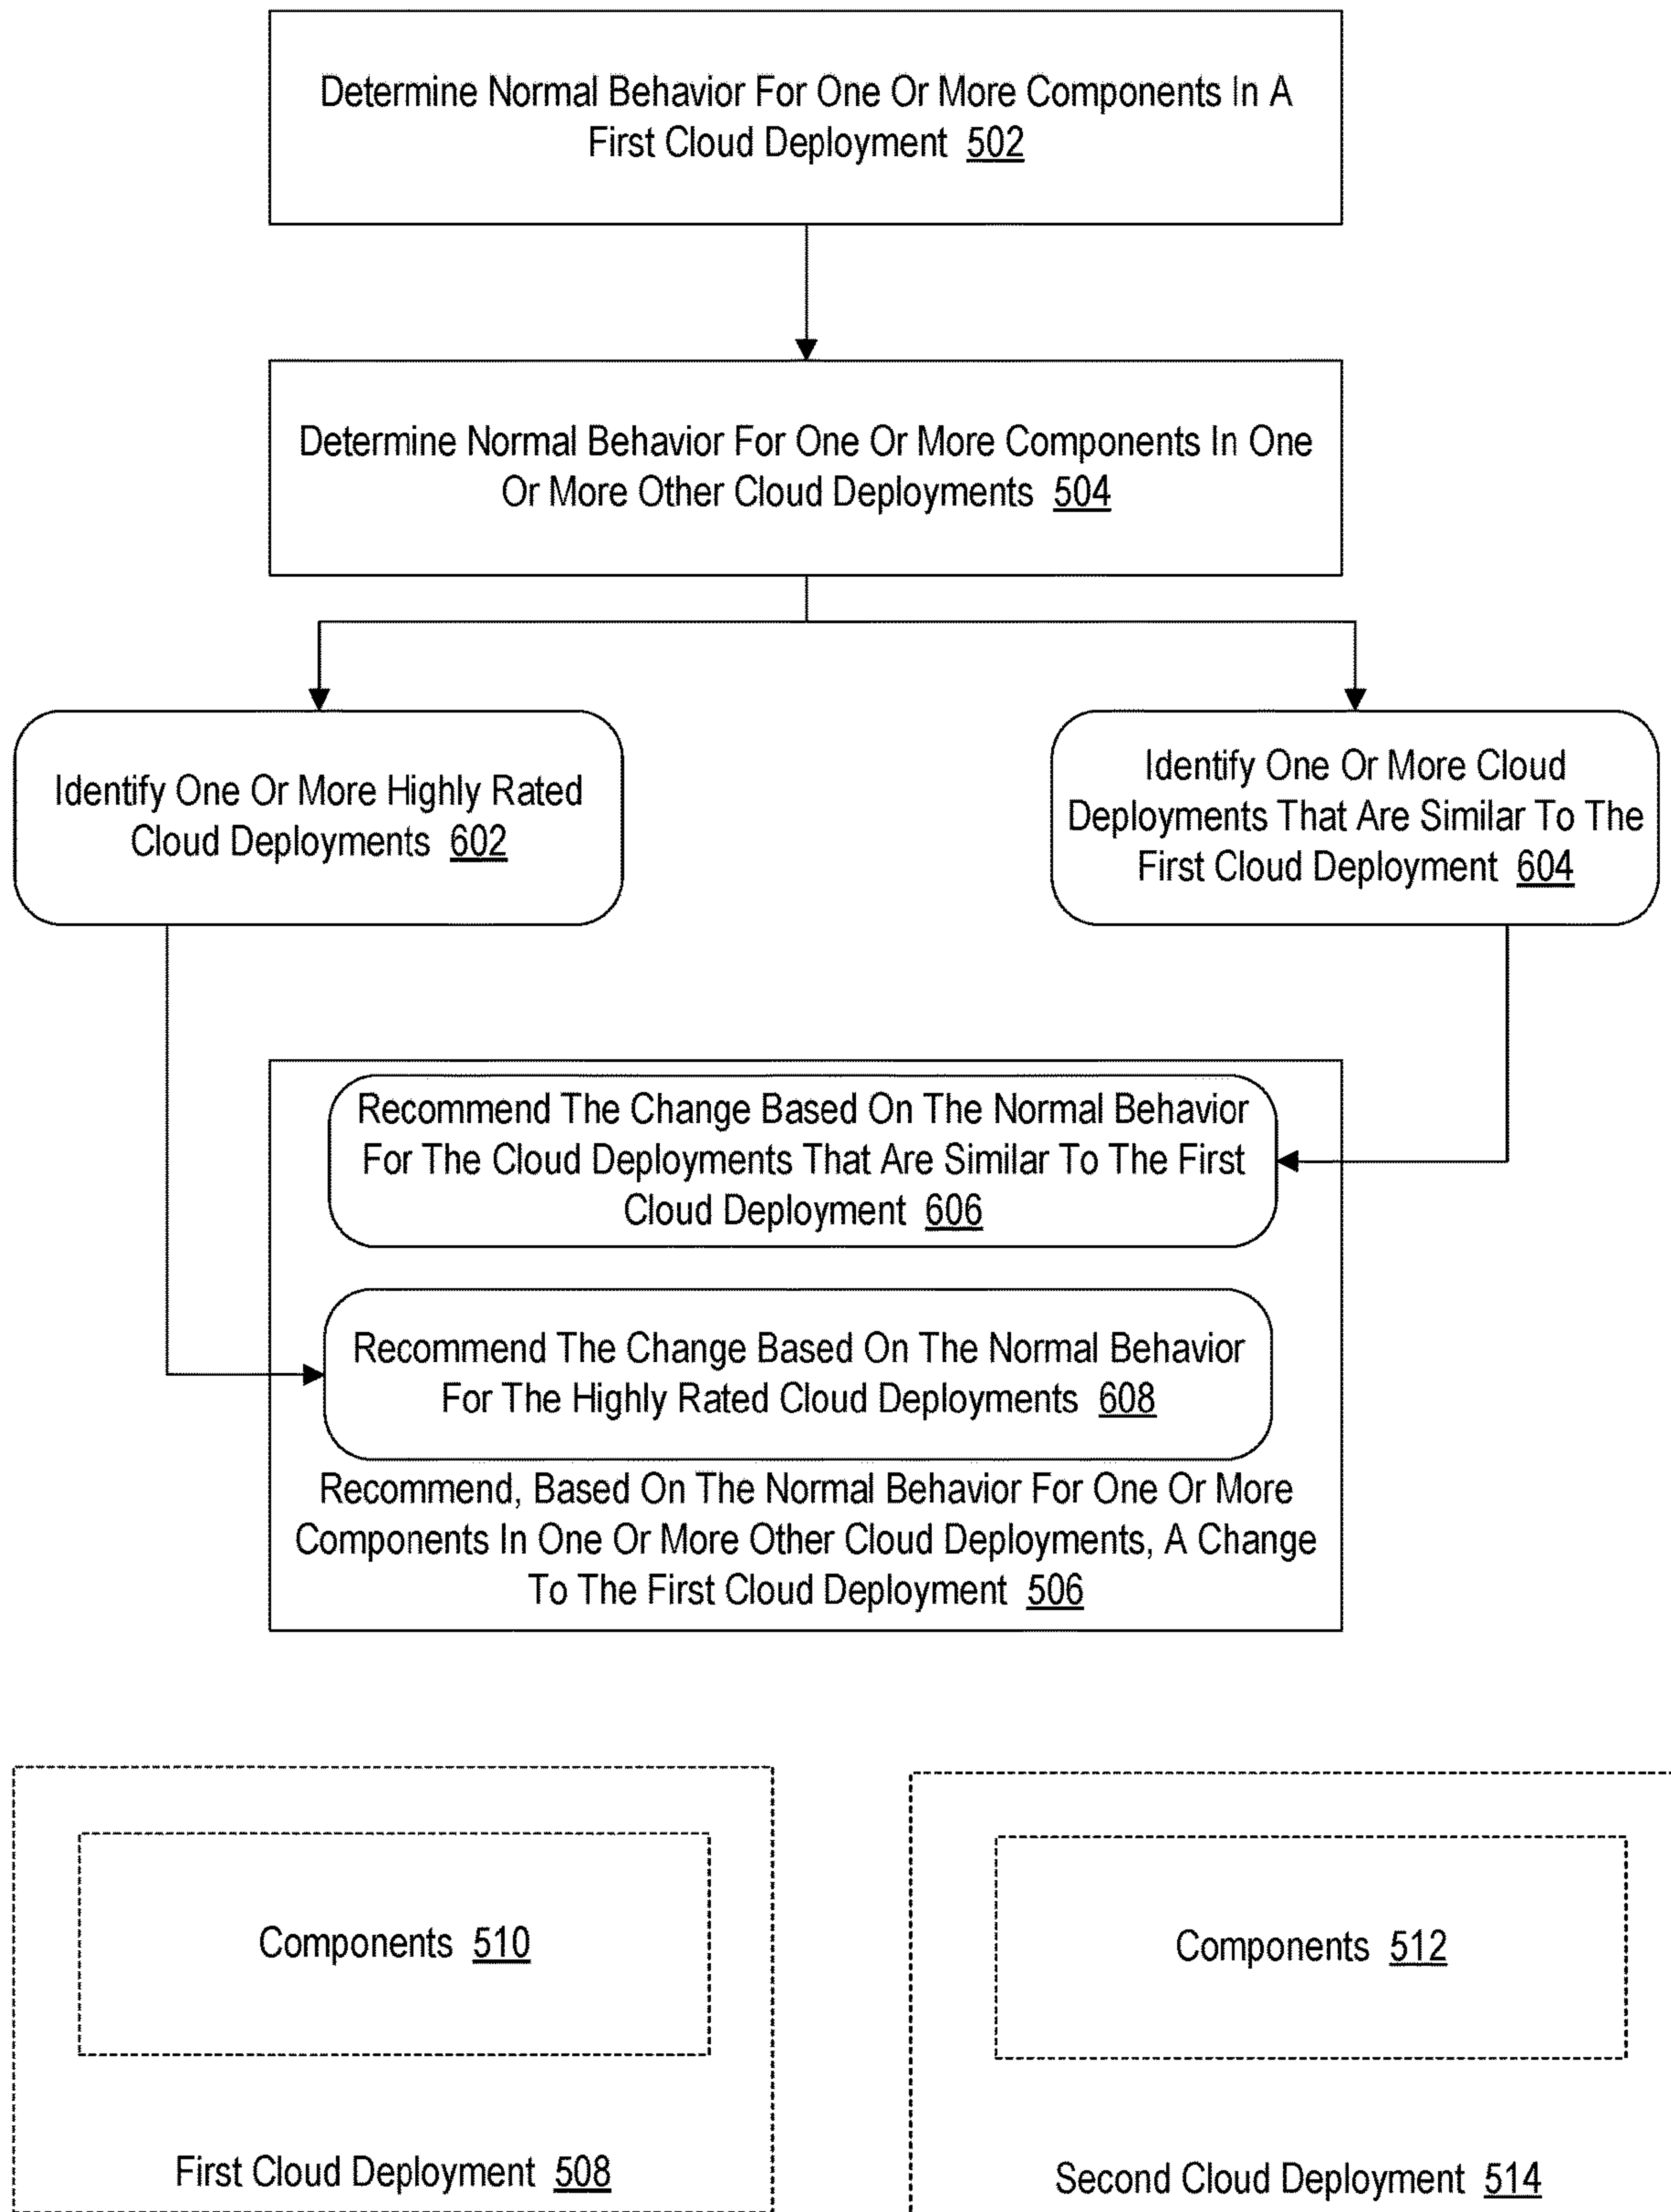 Determine Normal Behavior For One Or More Components In A
First Cloud Deployment 502
Determine Normal Behavior For One Or More Components In One
Or More Other Cloud Deployments 504
Identify One Or More Highly Rated
Cloud Deployments 602
Identify One Or More Cloud
Deployments That Are Similar To The
First Cloud Deployment 604
Recommend The Change Based On The Normal Behavior
For The Cloud Deployments That Are Similar To The First
Cloud Deployment 606
Recommend The Change Based On The Normal Behavior
For The Highly Rated Cloud Deployments 608
Recommend, Based On The Normal Behavior For One Or More
Components In One Or More Other Cloud Deployments, A Change
To The First Cloud Deployment 506
Components 510
First Cloud Deployment 508
Components 512
Second Cloud Deployment 514